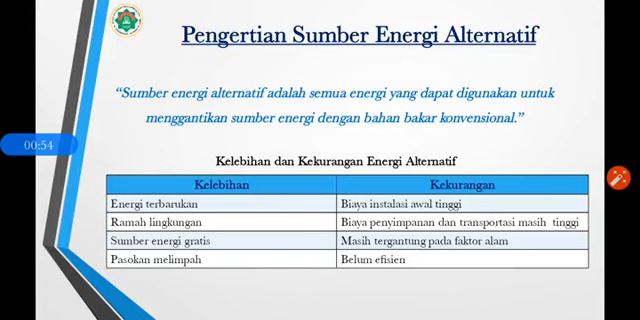 Pengertian Sumber Energi Alternatif
“Sumber energi alternatif adalah semua energi yang dapat digunakan untuk
menggantikan sumber energi dengan bahan bakar konvensional.”
00:54
Kelebihan dan Kekurangan Energi Alternatif
Kelebihan Kekurangan
Energi terbarukan Biaya instalasi awal tinggi
Ramah lingkungan Biaya penyimpanan dan transportasi masih tinggi
Sumber energi gratis Masih tergantung pada faktor alam
Pasokan melimpah Belum efisien